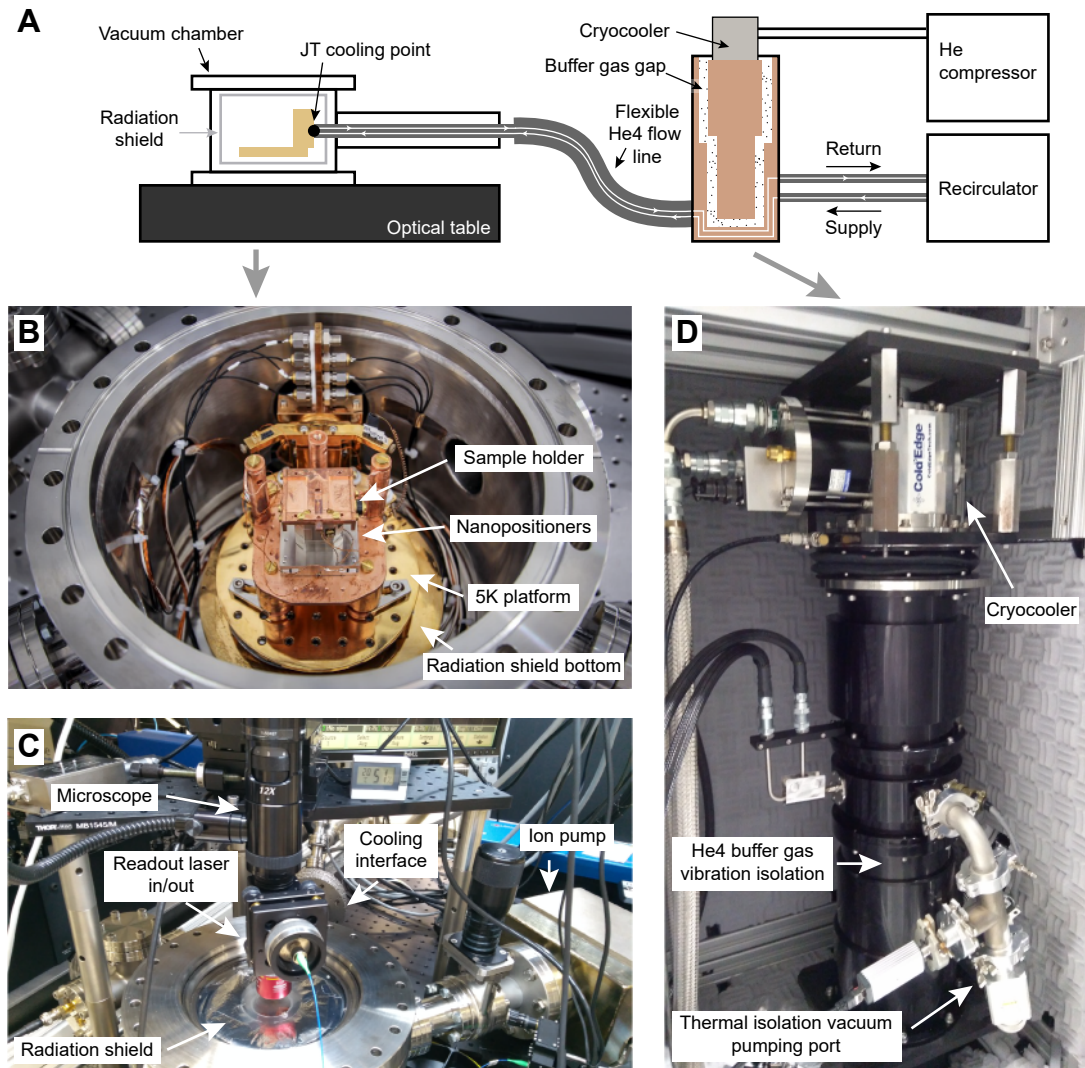 A
Vacuum chamber
JT cooling point
Radiation
shield
Optical table
Flexible
He4 flow
line
Cryocooler
Buffer gas gap
He
compressor
Return
Supply
Recirculator
B
Sample holder
Nanopositioners
5K platform
Radiation shield bottom
C
12X
Microscope
THORLABS MB1545/M
Readout laser
in/out
Cooling
interface
Ion pump
Radiation shield
D
ColdEdge
Cryocooler
He4 buffer gas
vibration isolation
Thermal isolation vacuum
pumping port